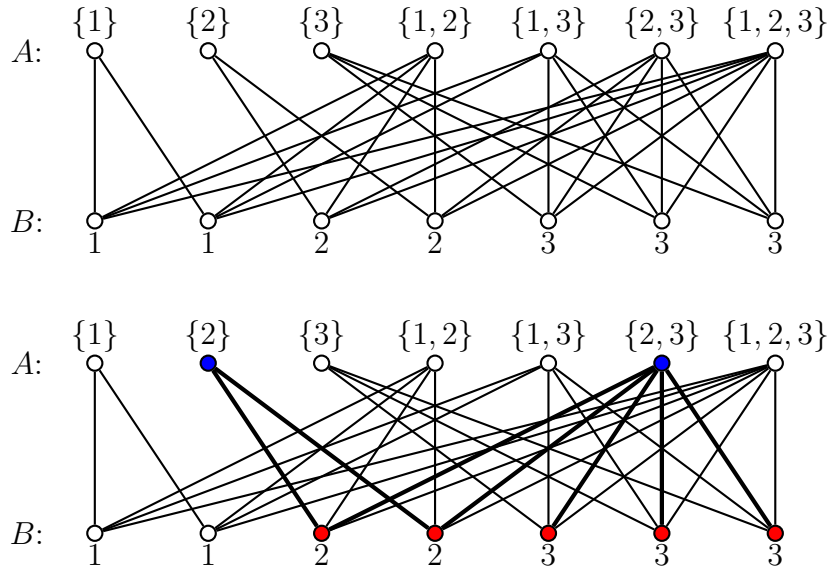 {1} {2} {3} {1, 2} {1, 3} {2, 3} {1, 2, 3}
A:
B:
1 1 2 2 3 3 3
{1} {2} {3} {1, 2} {1, 3} {2, 3} {1, 2, 3}
A:
B:
1 1 2 2 3 3 3